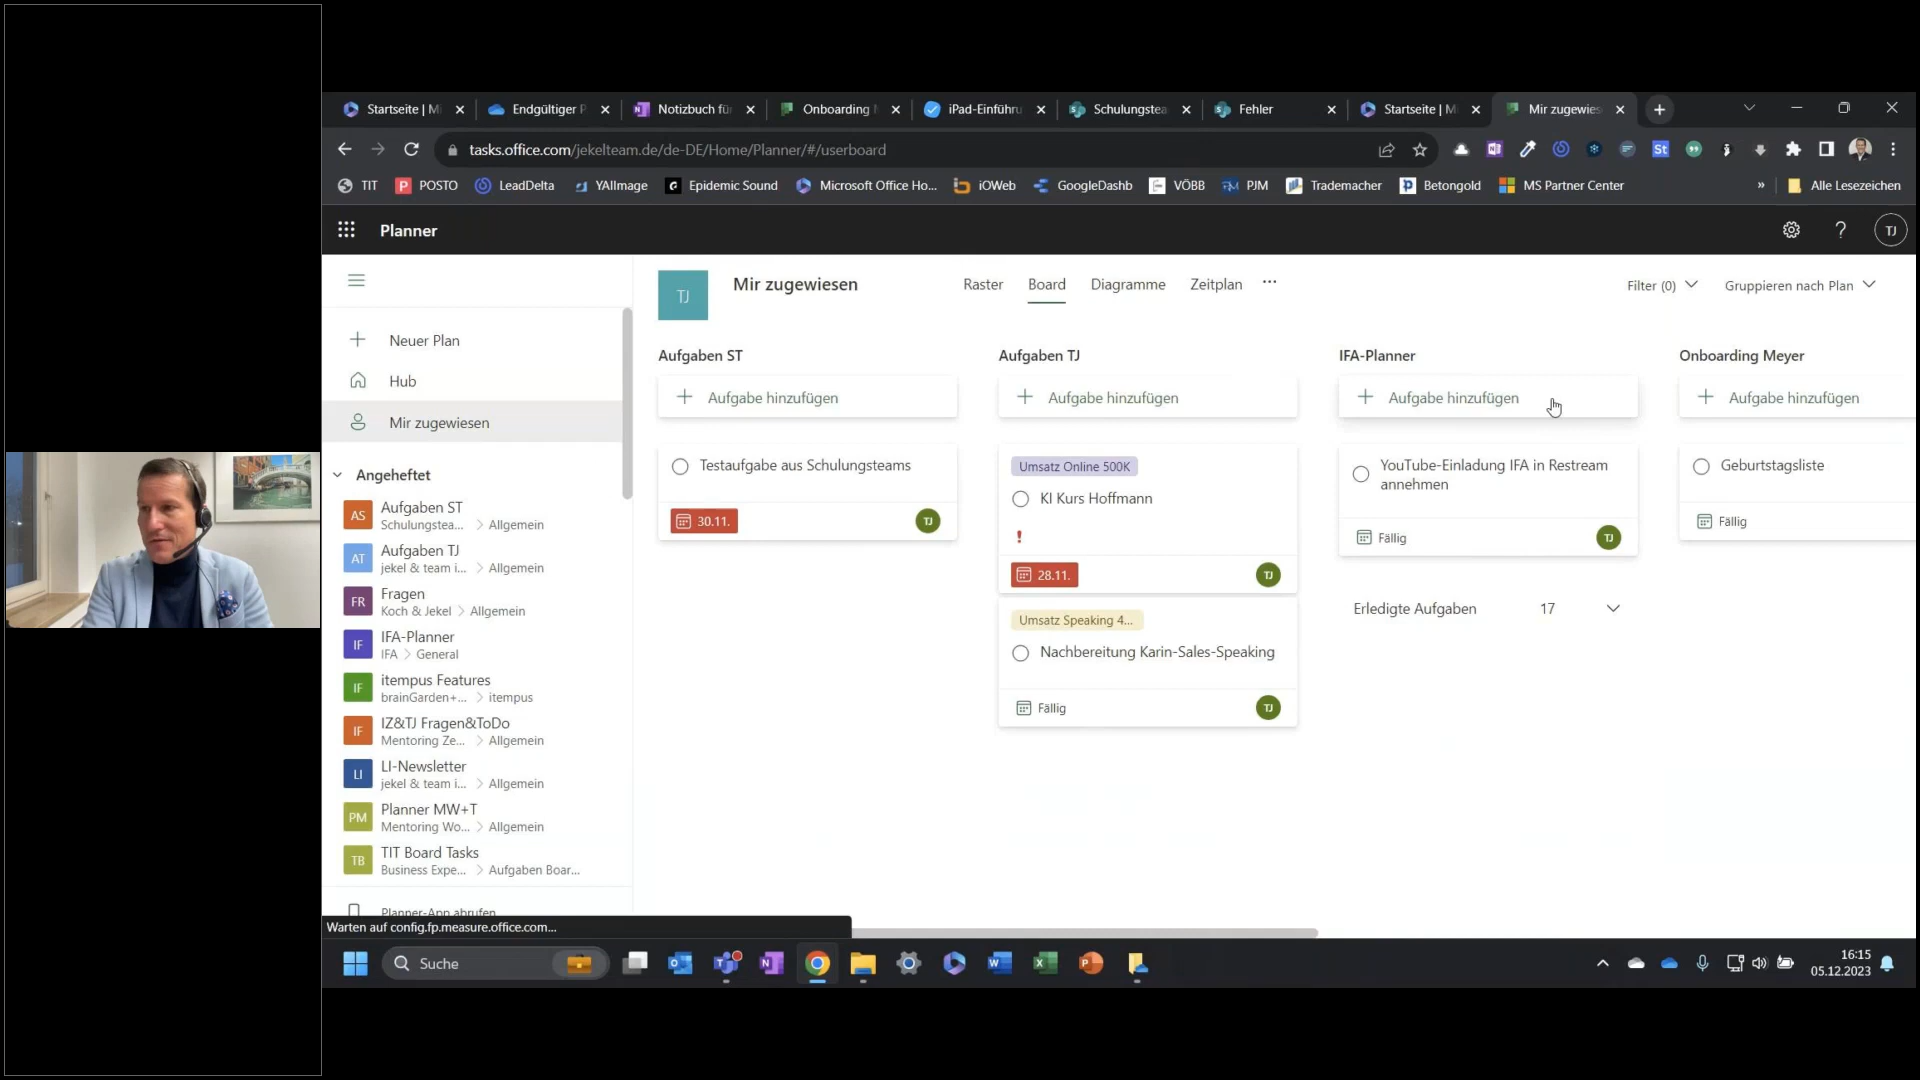 Startseite | Mi
Endgültiger P
Notizbuch für
Onboarding
iPad-Einführu
Schulungstea
Fehler
Startseite | Mi
Mir zugewies
tasks.office.com/jekelteam.de/de-DE/Home/Planner/#/userboard
TIT
POSTO
LeadDelta
YAIImage
Epidemic Sound
Microsoft Office Ho...
iOWeb
GoogleDashb
VÖBB
PJM
Trademacher
Betongold
MS Partner Center
»
Alle Lesezeichen
Planner
?
TJ
TJ
Mir zugewiesen
Raster
Board
Diagramme
Zeitplan
...
Filter (0)
Gruppieren nach Plan
Neuer Plan
Hub
Mir zugewiesen
Angeheftet
AS
Aufgaben ST
Schulungstea... > Allgemein
AT
Aufgaben TJ
jekel & team i... > Allgemein
FR
Fragen
Koch & Jekel > Allgemein
IF
IFA-Planner
IFA > General
IF
itempus Features
brainGarden+... > itempus
IF
IZ&TJ Fragen&ToDo
Mentoring Ze... > Allgemein
LI
LI-Newsletter
jekel & team i... > Allgemein
PM
Planner MW+T
Mentoring Wo... > Allgemein
TB
TIT Board Tasks
Business Expe... > Aufgaben Boar...
Planner-App abrufen
Warten auf config.fp.measure.office.com...
Aufgaben ST
Aufgabe hinzufügen
Testaufgabe aus Schulungsteams
30.11.
TJ
Aufgaben TJ
Aufgabe hinzufügen
Umsatz Online 500K
KI Kurs Hoffmann
!
28.11.
TJ
Umsatz Speaking 4...
Nachbereitung Karin-Sales-Speaking
Fällig
TJ
IFA-Planner
Aufgabe hinzufügen
YouTube-Einladung IFA in Restream
annehmen
Fällig
TJ
Erledigte Aufgaben 17
Onboarding Meyer
Aufgabe hinzufügen
Geburtstagsliste
Fällig
Suche
16:15
05.12.2023